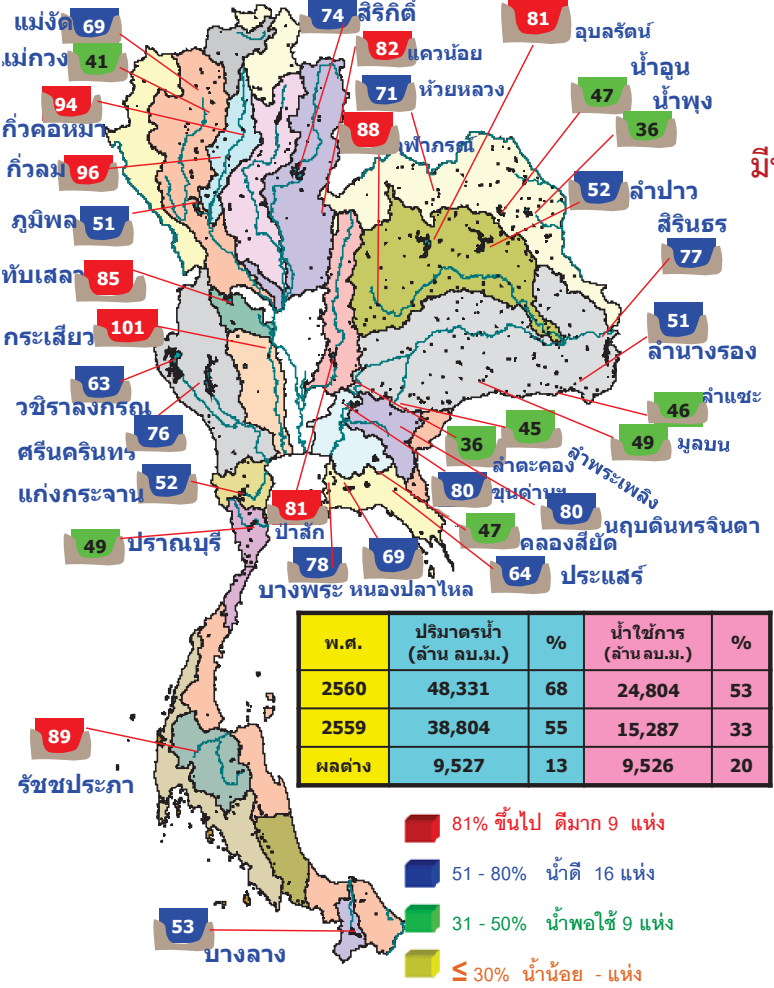 แม่งัด 69
74 สิริกิติ์
81 อุบลรัตน์
แม่กวง 41
82 แควน้อย
71 ห้วยหลวง
น้ำอูน 47
น้ำพุง 36
94 กิ่วคอหมา
88 ฬาภรณ์
มี
กิ่วลม 96
52 ลำปาว
ภูมิพล 51
สิรินธร 77
ทับเสลา 85
กระเสียว 101
51 ลำนางรอง
63 วชิราลงกรณ
46 ลำแชะ
76 ศรีนครินทร
49 มูลบน
36 ลำตะคอง
45 ลำพระเพลิง
แก่งกระจาน 52
80 ขุนด่านฯ
80 นฤบดินทรจินดา
81 ป่าสัก
47 คลองสียัด
49 ปราณบุรี
78 บางพระ
69 หนองปลาไหล
64 ประแสร์
พ.ศ. ปริมาตรน้ำ (ล้าน ลบ.ม.) % น้ำใช้การ (ล้าน ลบ.ม.) %
2560 48,331 68 24,804 53
2559 38,804 55 15,287 33
ผลต่าง 9,527 13 9,526 20
89 รัชชประภา
81% ขึ้นไป ดีมาก 9 แห่ง
51 - 80% น้ำดี 16 แห่ง
31 - 50% น้ำพอใช้ 9 แห่ง
≤ 30% น้ำน้อย - แห่ง
53 บางลาง